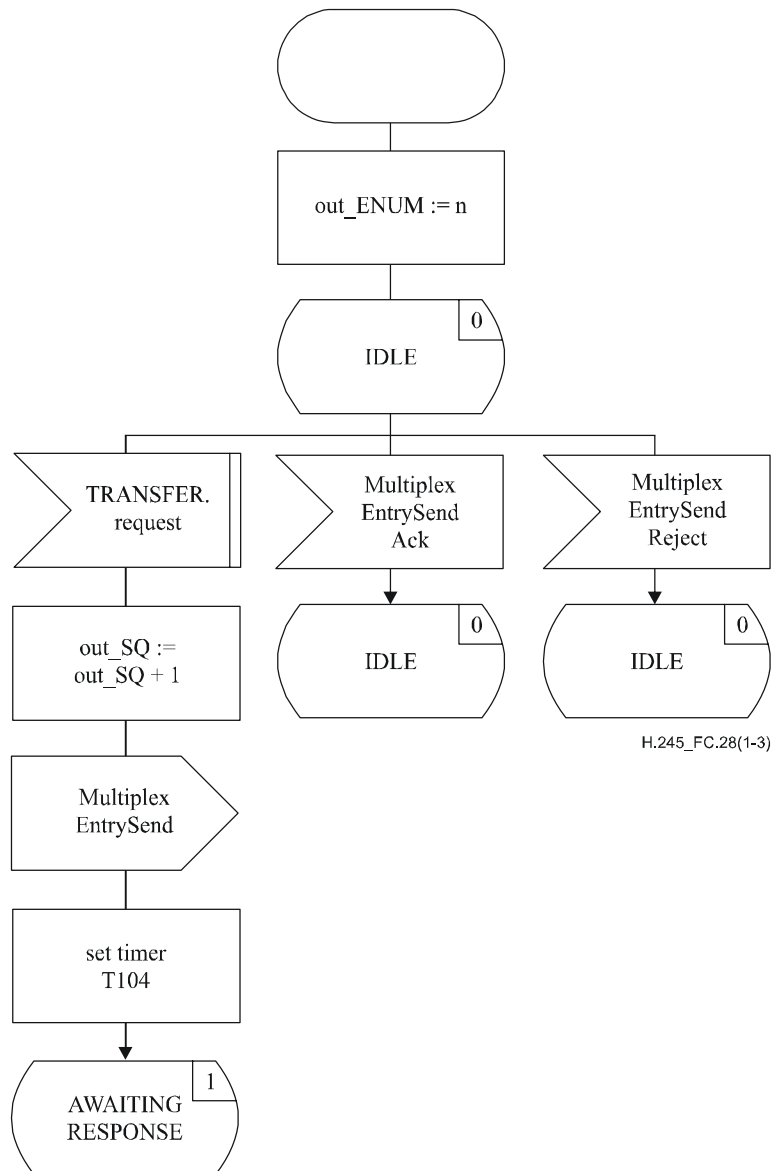 out_ENUM := n
0
IDLE
TRANSFER.
request
Multiplex
EntrySend
Ack
Multiplex
EntrySend
Reject
out_SQ :=
out_SQ + 1
0
IDLE
0
IDLE
H.245_FC.28(1-3)
Multiplex
EntrySend
set timer
T104
1
AWAITING
RESPONSE